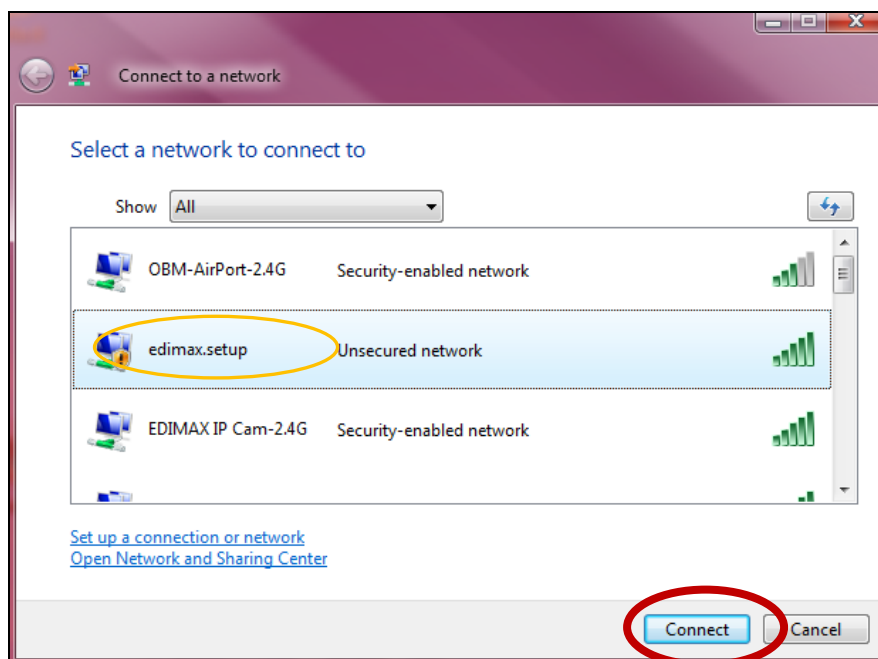 Connect to a network
Select a network to connect to
Show All
OBM-AirPort-2.4G Security-enabled network
edimax.setup Unsecured network
EDIMAX IP Cam-2.4G Security-enabled network
Set up a connection or network
Open Network and Sharing Center
Connect Cancel